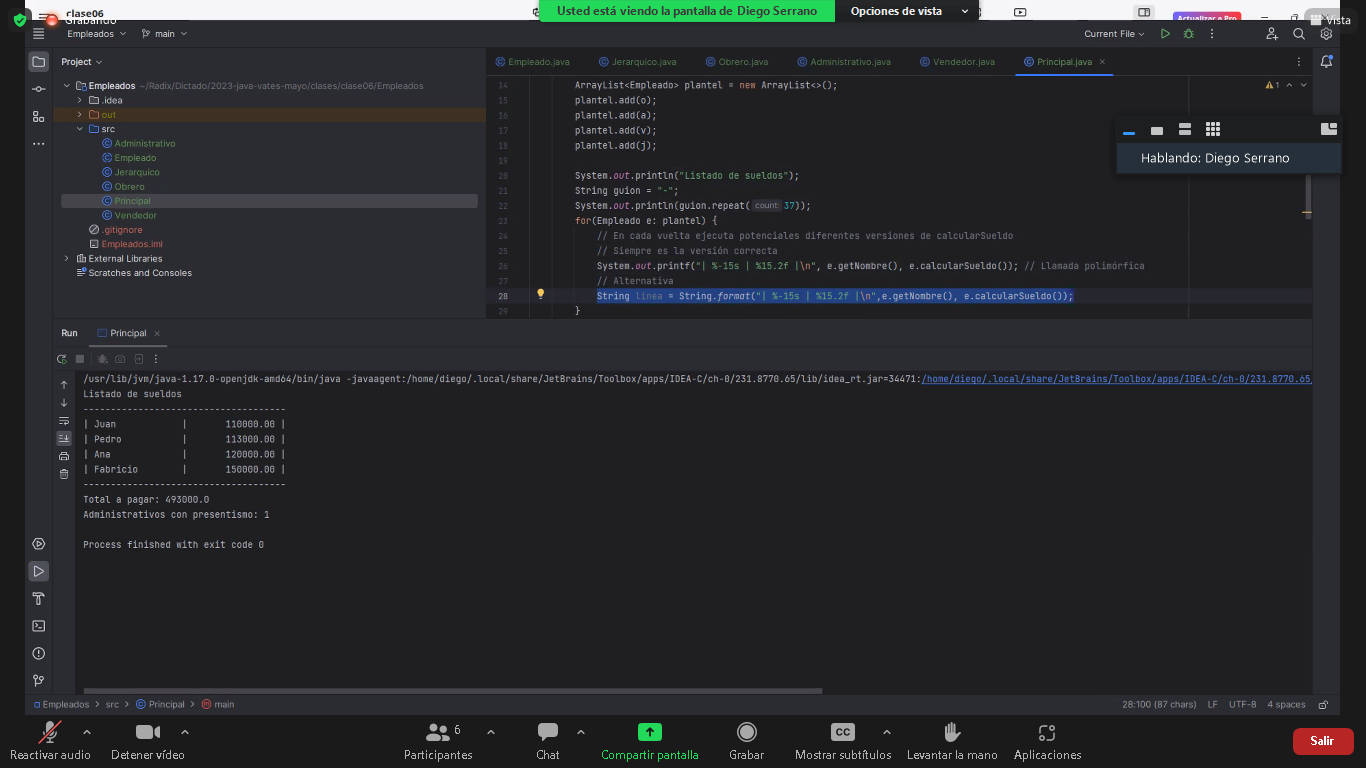 clase06
Grabando
Usted está viendo la pantalla de Diego Serrano
Opciones de vista
Actualizar a Pro
Vista
Empleados
main
Current File
Project
Empleado.java
Jerarquico.java
Obrero.java
Administrativo.java
Vendedor.java
Principal.java
Empleados ~/Radix/Dictado/2023-java-vates-mayo/clases/clase06/Empleados
.idea
out
src
Administrativo
Empleado
Jerarquico
Obrero
Principal
Vendedor
.gitignore
Empleados.iml
External Libraries
Scratches and Consoles
14 ArrayList<Empleado> plantel = new ArrayList<>();
15 plantel.add(o);
16 plantel.add(a);
17 plantel.add(v);
18 plantel.add(j);
19
20 System.out.println("Listado de sueldos");
21 String guion = "-";
22 System.out.println(guion.repeat( count: 37));
23 for(Empleado e: plantel) {
24 // En cada vuelta ejecuta potenciales diferentes versiones de calcularSueldo
25 // Siempre es la versión correcta
26 System.out.printf("| %-15s | %15.2f |\n", e.getNombre(), e.calcularSueldo()); // Llamada polimórfica
27 // Alternativa
28 String linea = String.format("| %-15s | %15.2f |\n",e.getNombre(), e.calcularSueldo());
29 }
1
Hablando: Diego Serrano
Run
Principal
/usr/lib/jvm/java-1.17.0-openjdk-amd64/bin/java -javaagent:/home/diego/.local/share/JetBrains/Toolbox/apps/IDEA-C/ch-0/231.8770.65/lib/idea_rt.jar=34471:/home/diego/.local/share/JetBrains/Toolbox/apps/IDEA-C/ch-0/231.8770.65/
Listado de sueldos
-------------------------------------
| Juan | 110000.00 |
| Pedro | 113000.00 |
| Ana | 120000.00 |
| Fabricio | 150000.00 |
-------------------------------------
Total a pagar: 493000.0
Administrativos con presentismo: 1
Process finished with exit code 0
Empleados > src > Principal > main
28:100 (87 chars) LF UTF-8 4 spaces
Reactivar audio
Detener vídeo
6
Participantes
Chat
Compartir pantalla
Grabar
CC
Mostrar subtítulos
Levantar la mano
Aplicaciones
Salir